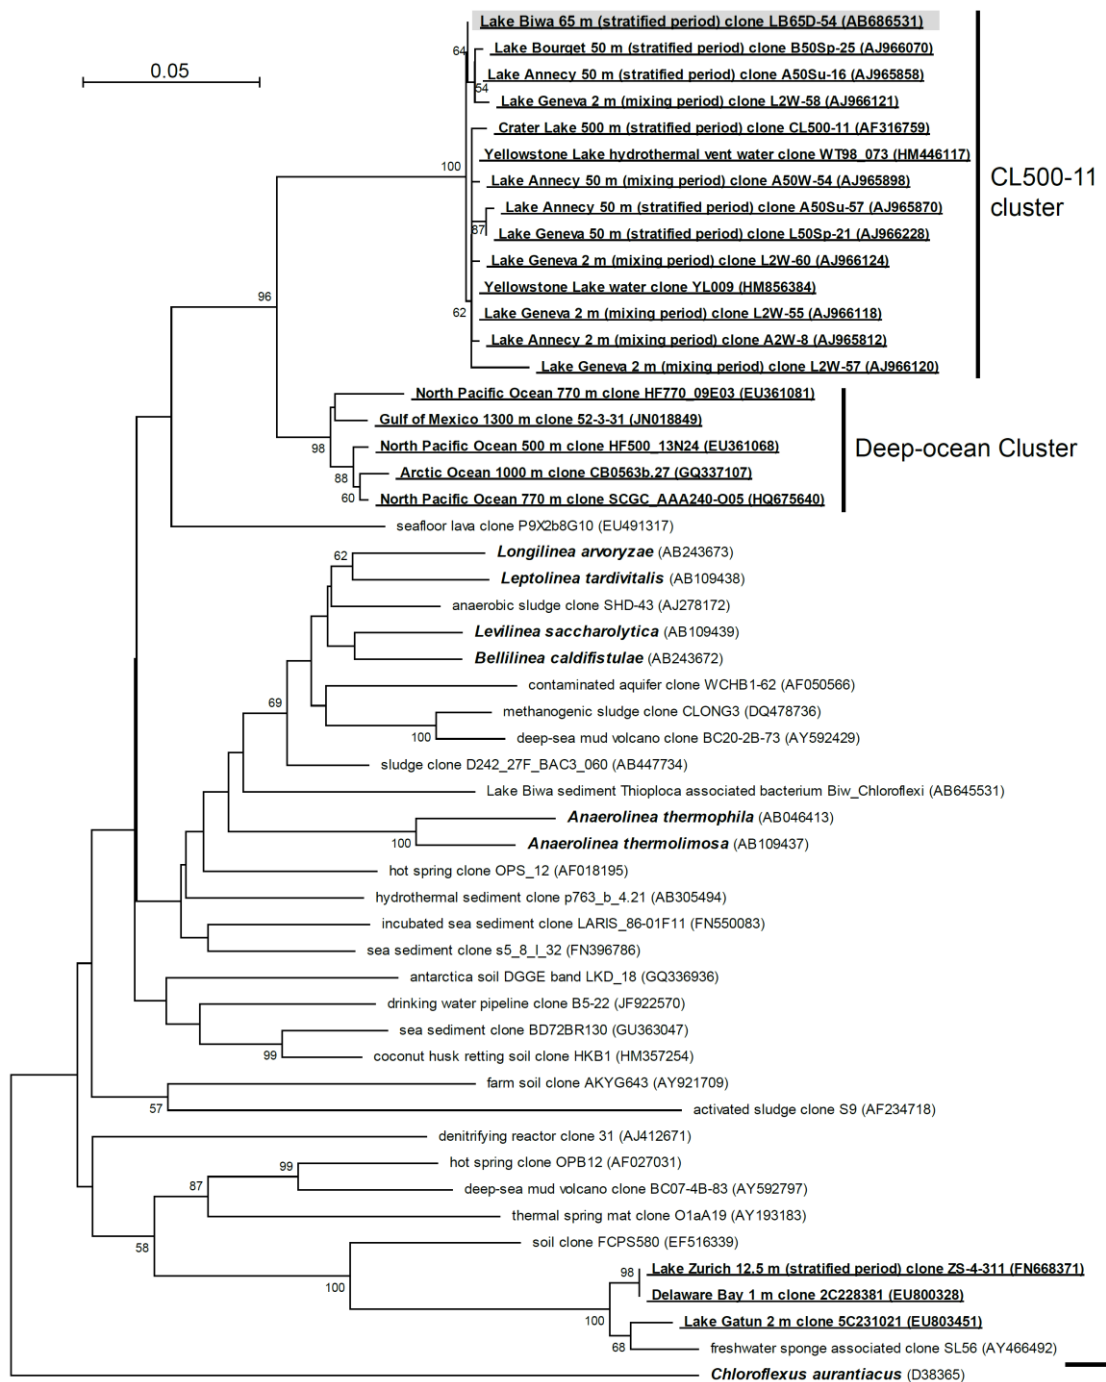 Lake Biwa 65 m (stratified period) clone LB65D-54 (AB686531)
64
Lake Bourget 50 m (stratified period) clone B50Sp-25 (AJ966070)
0.05
Lake Annecy 50 m (stratified period) clone A50Su-16 (AJ965858)
54
Lake Geneva 2 m (mixing period) clone L2W-58 (AJ966121)
Crater Lake 500 m (stratified period) clone CL500-11 (AF316759)
Yellowstone Lake hydrothermal vent water clone WT98_073 (HM446117)
100
Lake Annecy 50 m (mixing period) clone A50W-54 (AJ965898)
CL500-11
cluster
Lake Annecy 50 m (stratified period) clone A50Su-57 (AJ965870)
87
Lake Geneva 50 m (stratified period) clone L50Sp-21 (AJ966228)
Lake Geneva 2 m (mixing period) clone L2W-60 (AJ966124)
Yellowstone Lake water clone YL009 (HM856384)
96
62
Lake Geneva 2 m (mixing period) clone L2W-55 (AJ966118)
Lake Annecy 2 m (mixing period) clone A2W-8 (AJ965812)
Lake Geneva 2 m (mixing period) clone L2W-57 (AJ966120)
North Pacific Ocean 770 m clone HF770_09E03 (EU361081)
Gulf of Mexico 1300 m clone 52-3-31 (JN018849)
98
North Pacific Ocean 500 m clone HF500_13N24 (EU361068)
Deep-ocean Cluster
Arctic Ocean 1000 m clone CB0563b.27 (GQ337107)
88
60
North Pacific Ocean 770 m clone SCGC_AAA240-O05 (HQ675640)
seafloor lava clone P9X2b8G10 (EU491317)
62
Longilinea arvoryzae (AB243673)
Leptolinea tardivitalis (AB109438)
anaerobic sludge clone SHD-43 (AJ278172)
Levilinea saccharolytica (AB109439)
Bellilinea caldifistulae (AB243672)
contaminated aquifer clone WCHB1-62 (AF050566)
69
methanogenic sludge clone CLONG3 (DQ478736)
100
deep-sea mud volcano clone BC20-2B-73 (AY592429)
sludge clone D242_27F_BAC3_060 (AB447734)
Lake Biwa sediment Thioploca associated bacterium Biw_Chloroflexi (AB645531)
Anaerolinea thermophila (AB046413)
100
Anaerolinea thermolimosa (AB109437)
hot spring clone OPS_12 (AF018195)
hydrothermal sediment clone p763_b_4.21 (AB305494)
incubated sea sediment clone LARIS_86-01F11 (FN550083)
sea sediment clone s5_8_I_32 (FN396786)
antarctica soil DGGE band LKD_18 (GQ336936)
drinking water pipeline clone B5-22 (JF922570)
sea sediment clone BD72BR130 (GU363047)
99
coconut husk retting soil clone HKB1 (HM357254)
farm soil clone AKYG643 (AY921709)
57
activated sludge clone S9 (AF234718)
denitrifying reactor clone 31 (AJ412671)
99
hot spring clone OPB12 (AF027031)
87
deep-sea mud volcano clone BC07-4B-83 (AY592797)
thermal spring mat clone O1aA19 (AY193183)
58
soil clone FCPS580 (EF516339)
98
Lake Zurich 12.5 m (stratified period) clone ZS-4-311 (FN668371)
100
Delaware Bay 1 m clone 2C228381 (EU800328)
100
Lake Gatun 2 m clone 5C231021 (EU803451)
68
freshwater sponge associated clone SL56 (AY466492)
Chloroflexus aurantiacus (D38365)